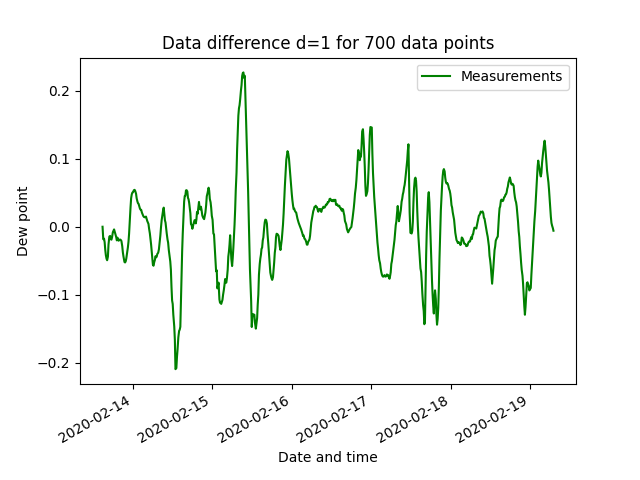 Data difference d=1 for 700 data points
Measurements
0.2
0.1
0.0
−0.1
−0.2
Dew point
2020-02-14
2020-02-15
2020-02-16
2020-02-17
2020-02-18
2020-02-19
Date and time